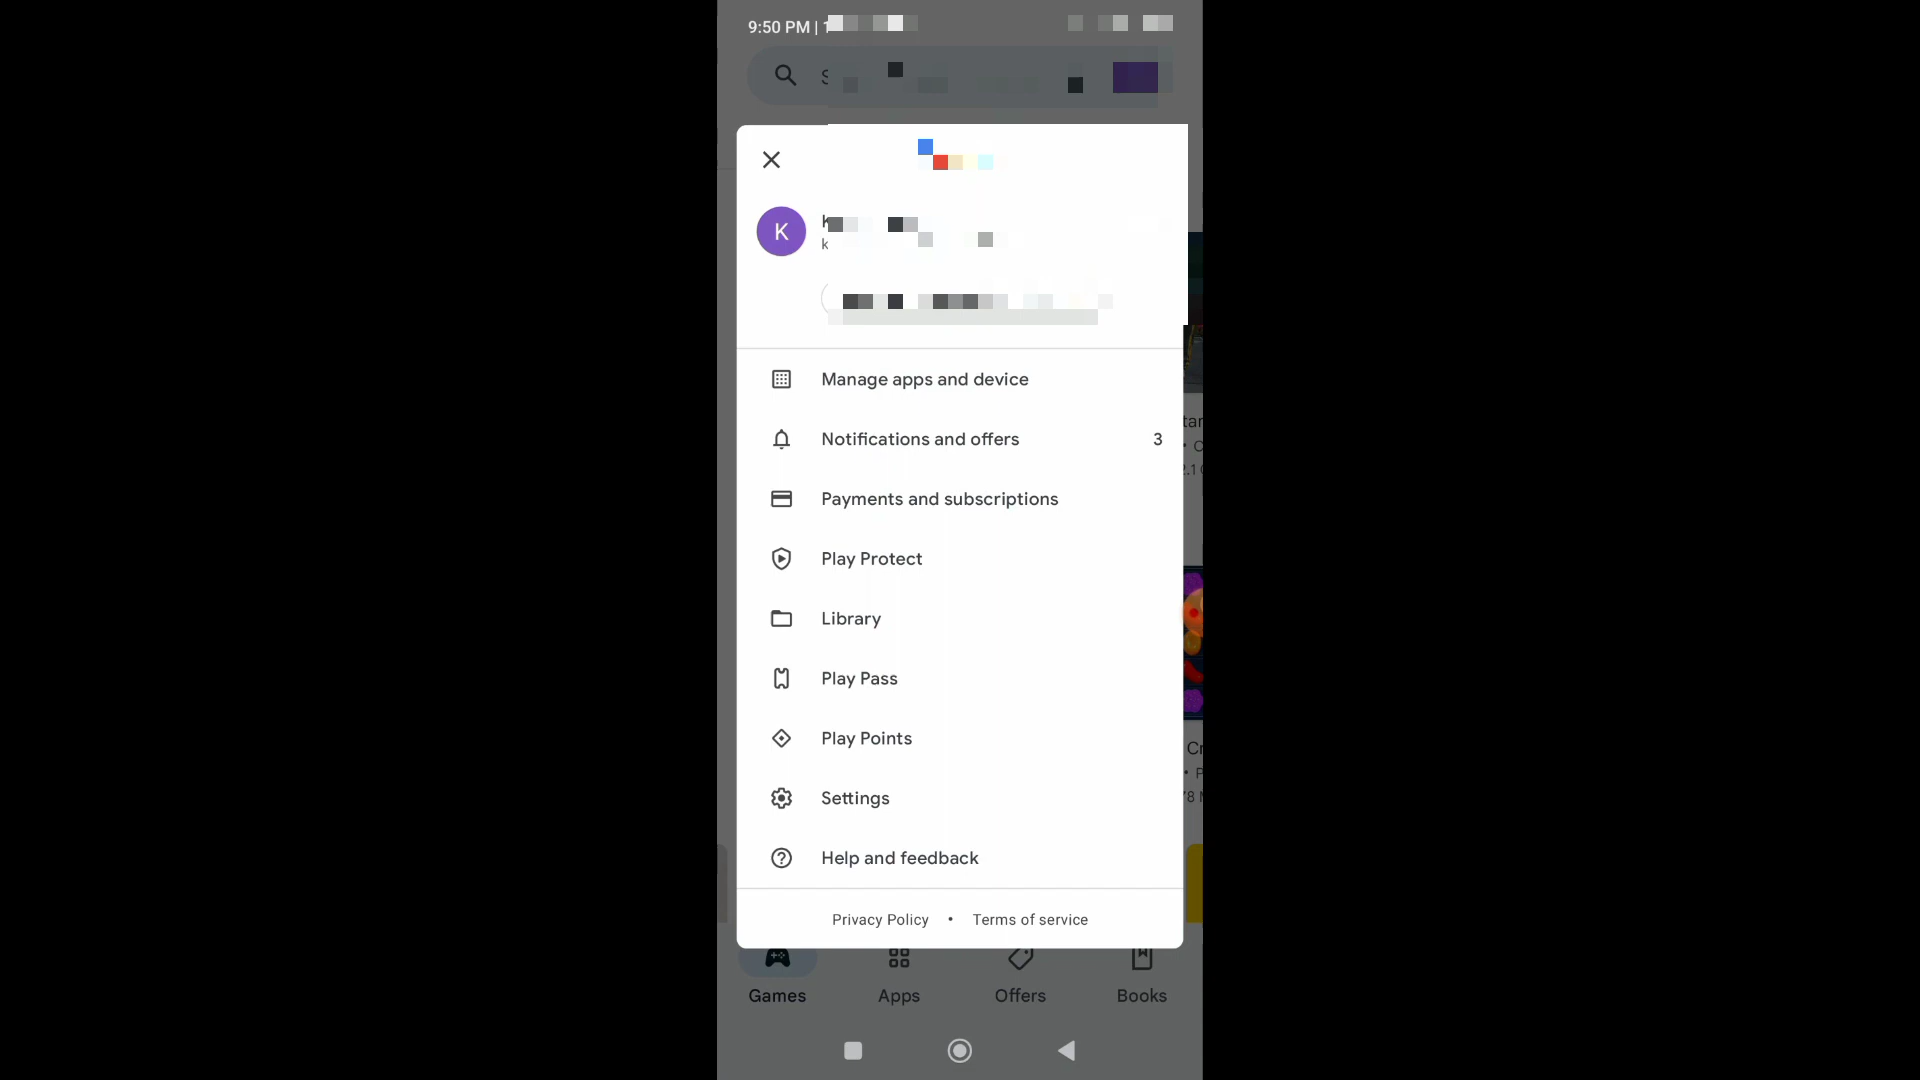 9:50 PM |
K
Manage apps and device
Notifications and offers 3
Payments and subscriptions
Play Protect
Library
Play Pass
Play Points
Settings
Help and feedback
Privacy Policy • Terms of service
Games Apps Offers Books